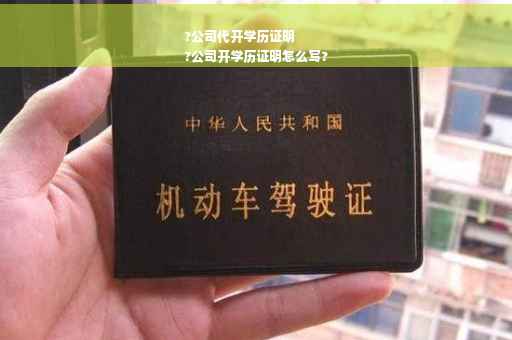 ?公司代开学历证明
?公司开学历证明怎么写?
中华人民共和国
机动车驾驶证